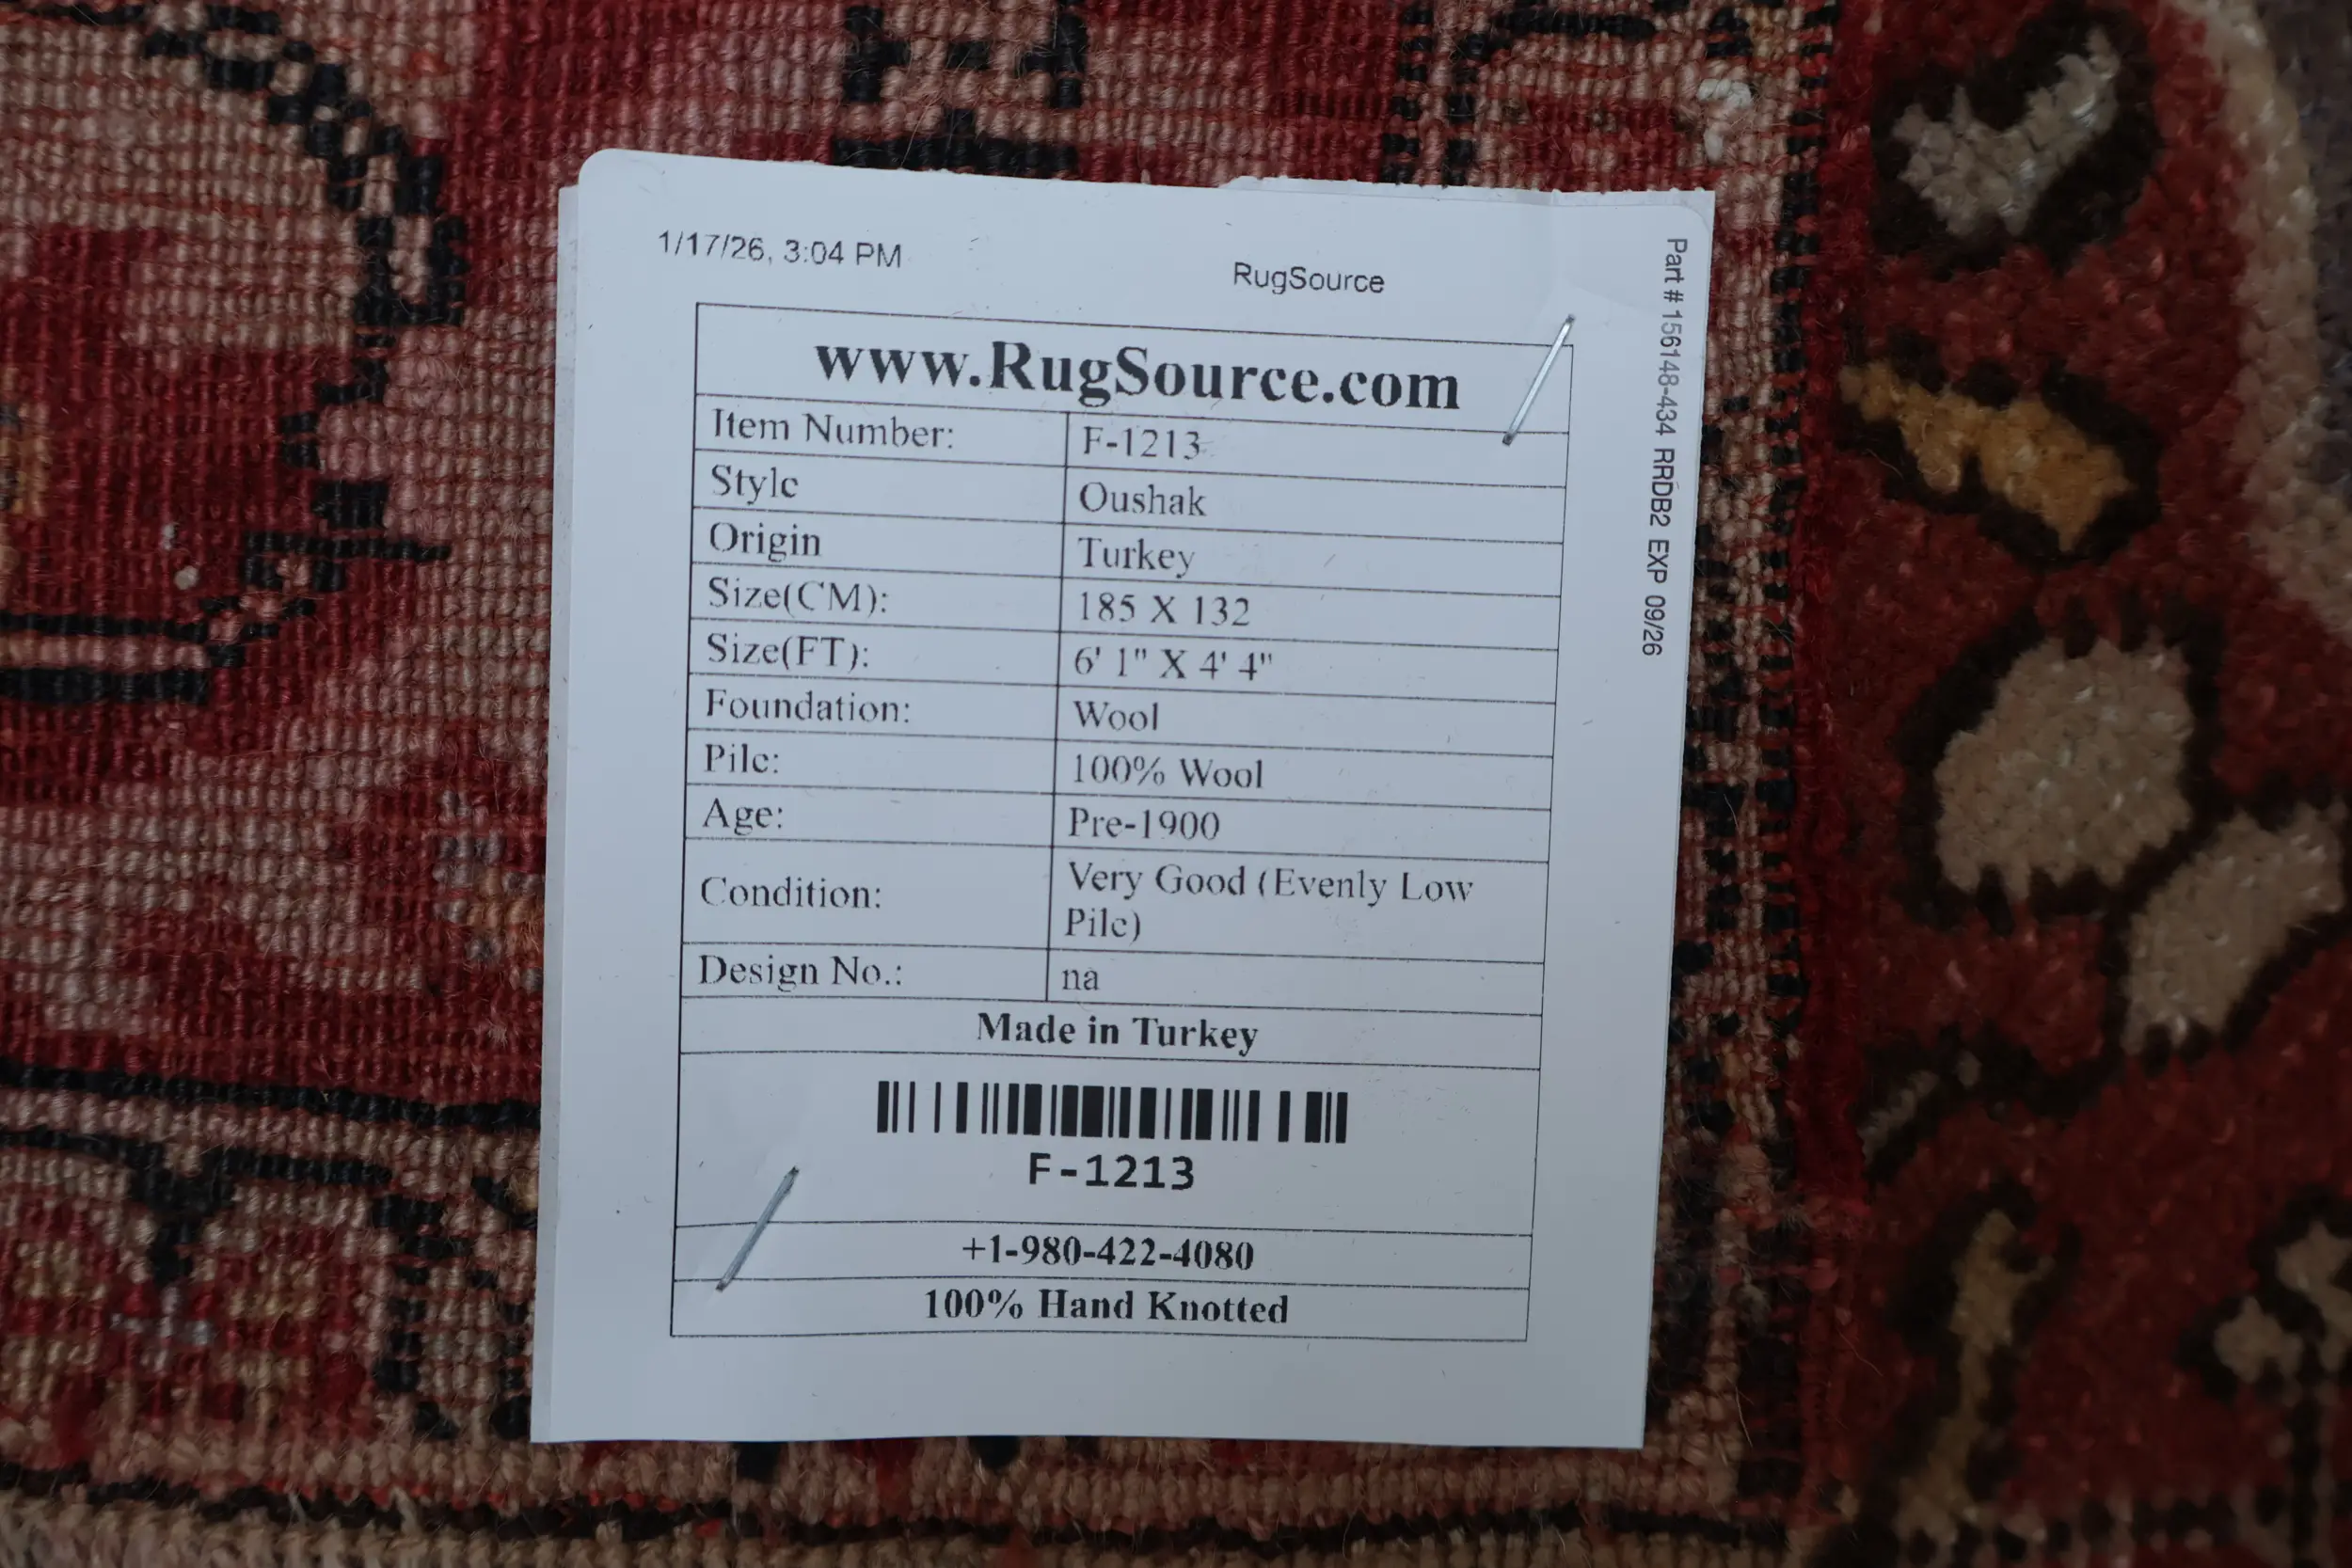 1/17/26, 3:04 PM
RugSource
www.RugSource.com
Item Number: F-1213
Style Oushak
Origin Turkey
Size(CM): 185 X 132
Size(FT): 6' 1" X 4' 4"
Foundation: Wool
Pile: 100% Wool
Age: Pre-1900
Condition: Very Good (Evenly Low
Pile)
Design No.: na
Made in Turkey
F-1213
+1-980-422-4080
100% Hand Knotted
Part # 156148-434 RRDB2 EXP 09/26